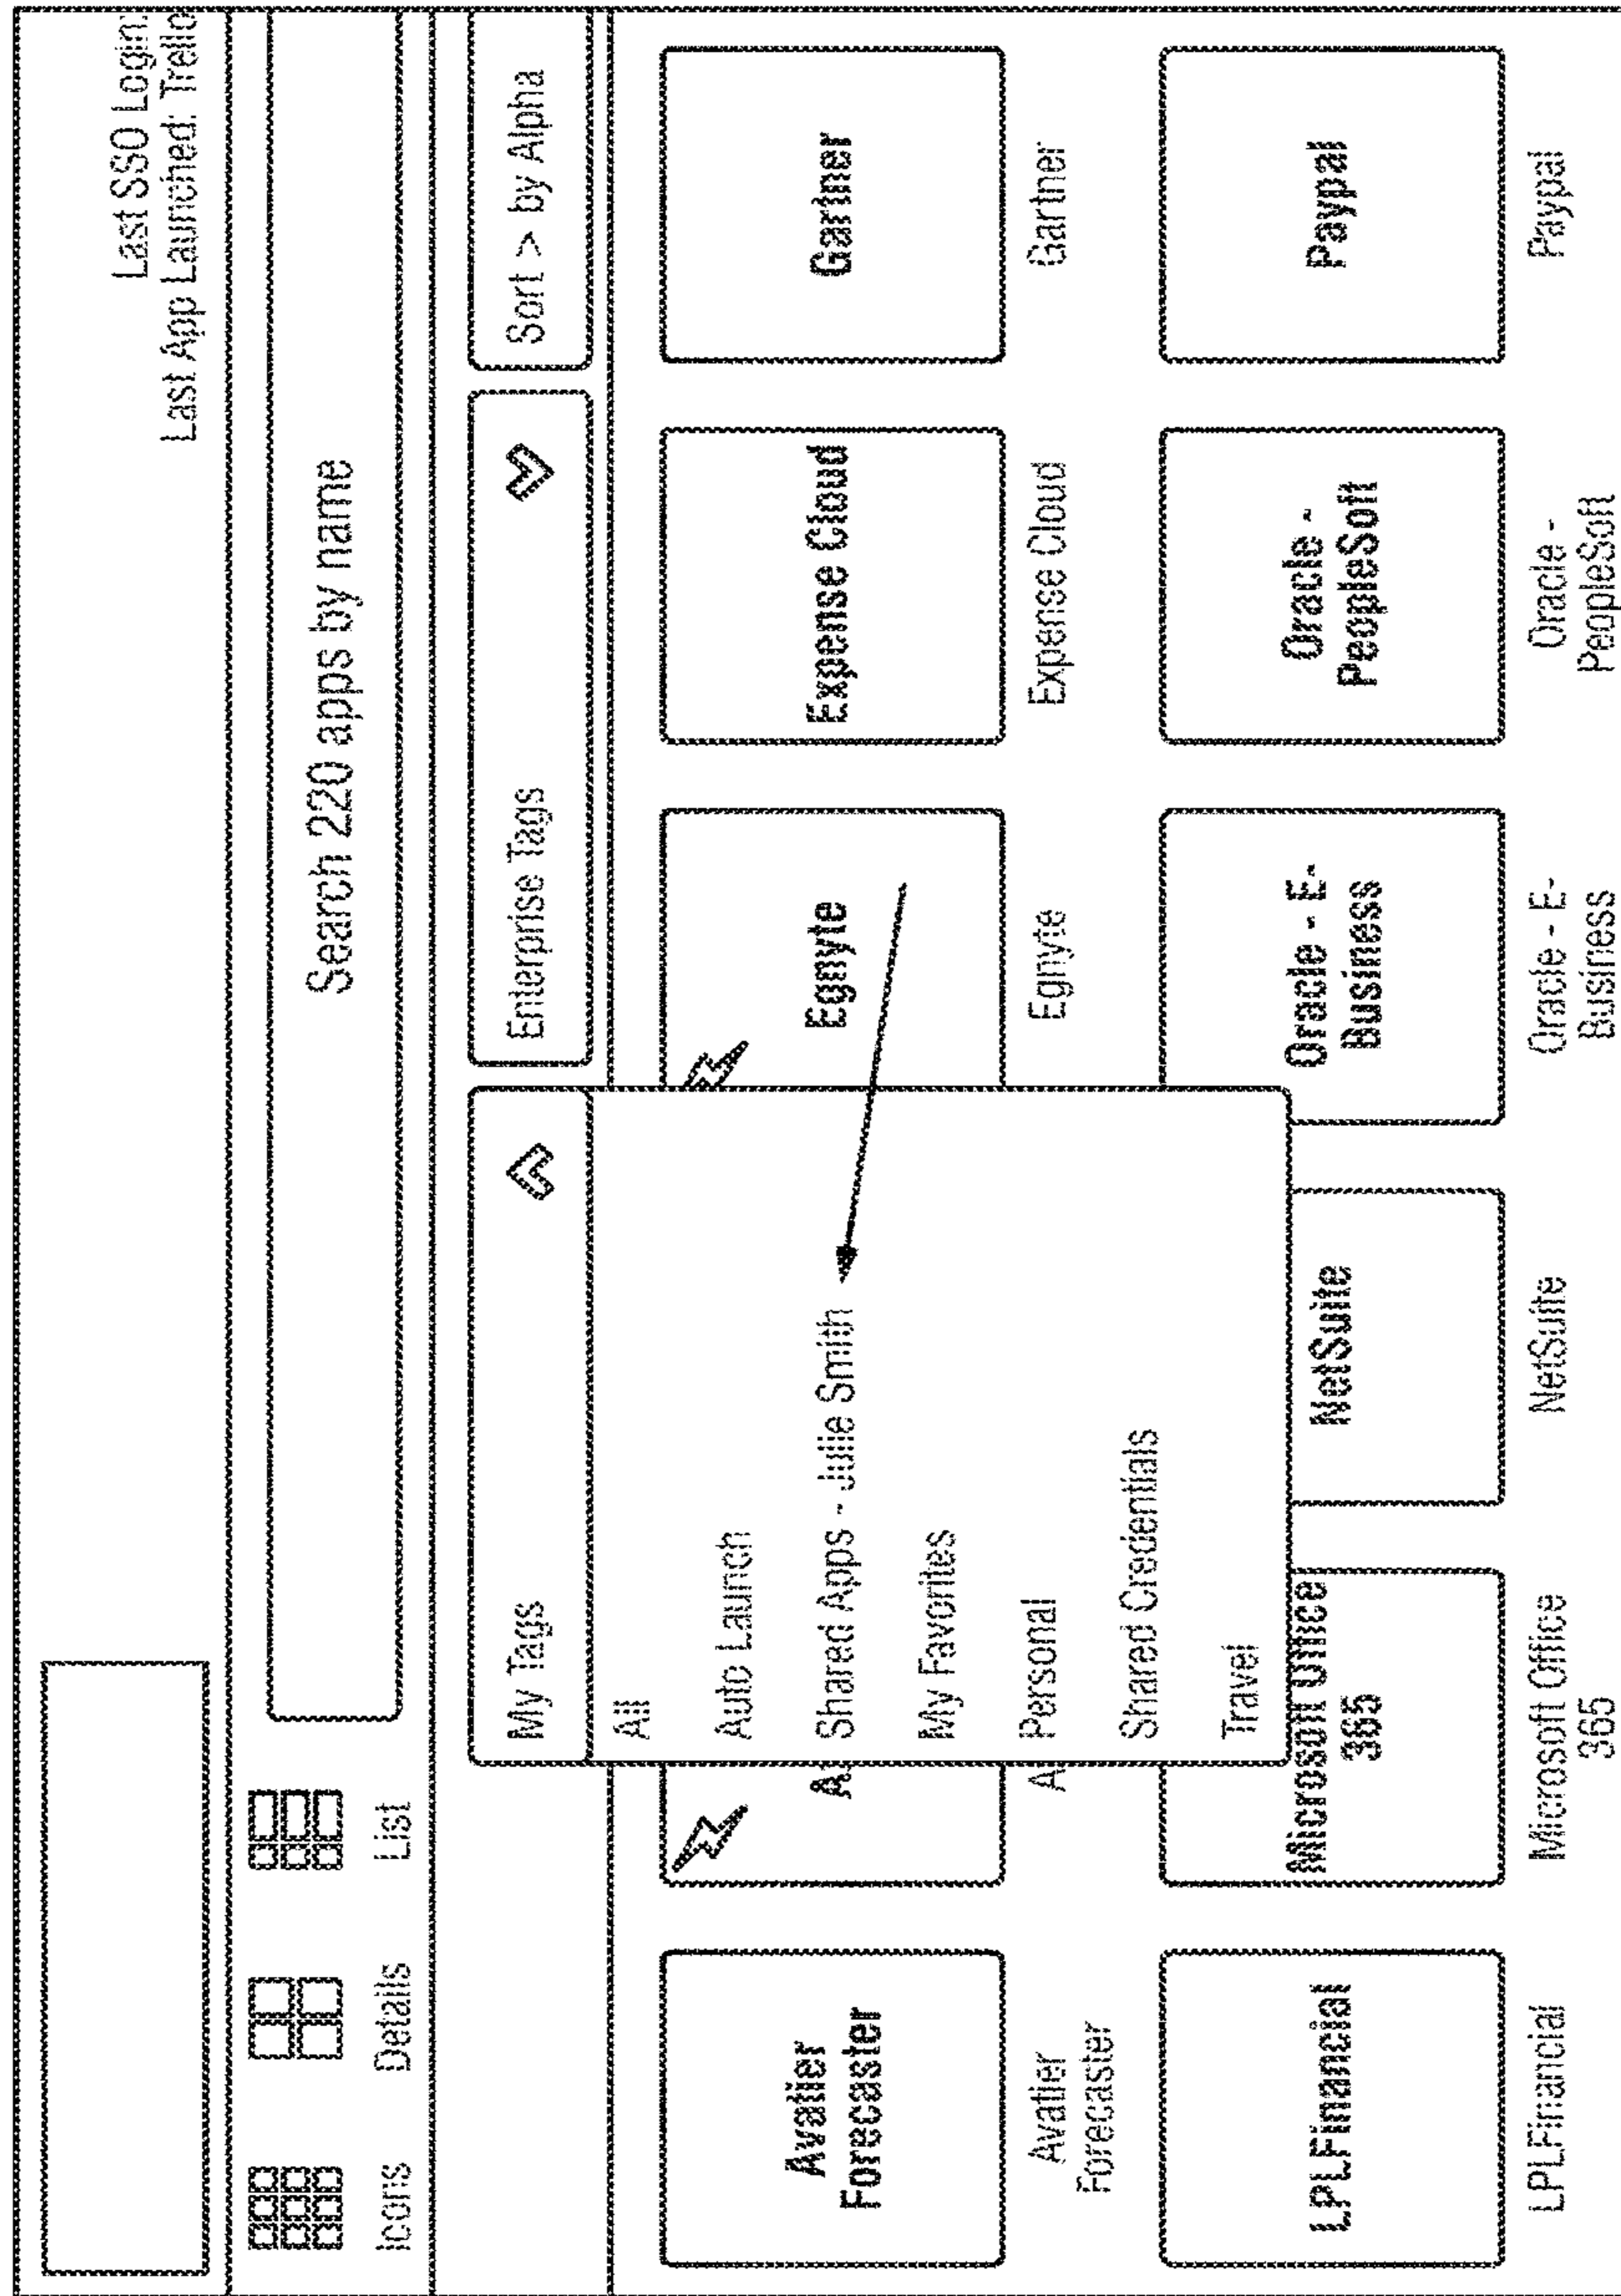 Last SSO Login:
Last App Launched: Trello
Icons
Details
List
Search 220 apps by name
My Tags
Enterprise Tags
Sort > by Alpha
All
Auto Launch
Shared Apps - Julie Smith
My Favorites
Personal
Shared Credentials
Travel
Avatier
Forecaster
A
Egnyte
Expense Cloud
Gartner
Avatier
Forecaster
A
Egnyte
Expense Cloud
Gartner
LPLFinancial
Microsoft Office
365
NetSuite
Oracle - E-
Business
Oracle -
PeopleSoft
Paypal
LPLFinancial
Microsoft Office
365
NetSuite
Oracle - E-
Business
Oracle -
PeopleSoft
Paypal